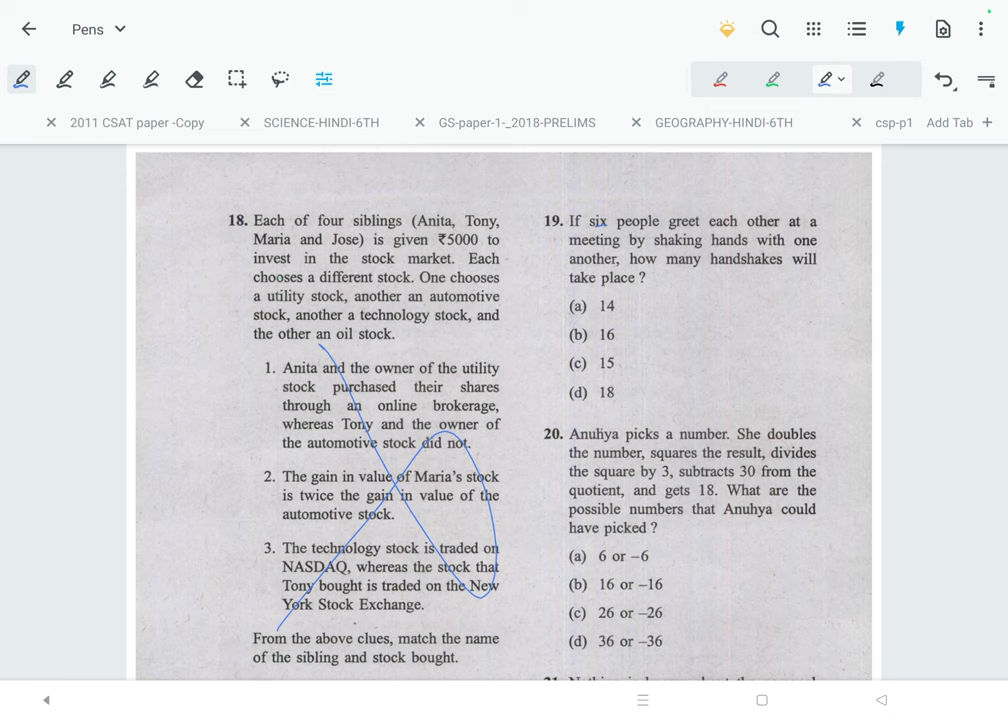 Pens
2011 CSAT paper -Copy
SCIENCE-HINDI-6TH
GS-paper-1-_2018-PRELIMS
GEOGRAPHY-HINDI-6TH
csp-p1
Add Tab
18. Each of four siblings (Anita, Tony,
Maria and Jose) is given ₹5000 to
invest in the stock market. Each
chooses a different stock. One chooses
a utility stock, another an automotive
stock, another a technology stock, and
the other an oil stock.
1. Anita and the owner of the utility
stock purchased their shares
through an online brokerage,
whereas Tony and the owner of
the automotive stock did not.
2. The gain in value of Maria's stock
is twice the gain in value of the
automotive stock.
3. The technology stock is traded on
NASDAQ, whereas the stock that
Tony bought is traded on the New
York Stock Exchange.
From the above clues, match the name
of the sibling and stock bought.
19. If six people greet each other at a
meeting by shaking hands with one
another, how many handshakes will
take place ?
(a) 14
(b) 16
(c) 15
(d) 18
20. Anuhya picks a number. She doubles
the number, squares the result, divides
the square by 3, subtracts 30 from the
quotient, and gets 18. What are the
possible numbers that Anuhya could
have picked ?
(a) 6 or –6
(b) 16 or –16
(c) 26 or –26
(d) 36 or –36